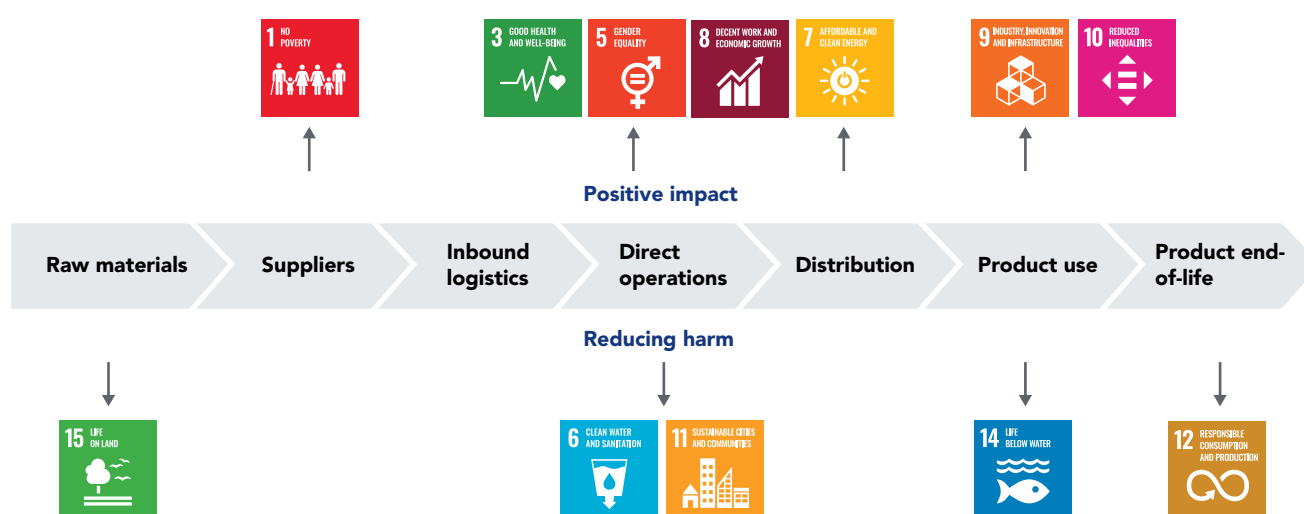 1 NO
POVERTY
3 GOOD HEALTH
AND WELL-BEING
5 GENDER
EQUALITY
8 DECENT WORK AND
ECONOMIC GROWTH
7 AFFORDABLE AND
CLEAN ENERGY
9 INDUSTRY, INNOVATION
AND INFRASTRUCTURE
10 REDUCED
INEQUALITIES
Positive impact
Raw materials
Suppliers
Inbound
logistics
Direct
operations
Distribution
Product use
Product end-
of-life
Reducing harm
15 LIFE
ON LAND
6 CLEAN WATER
AND SANITATION
11 SUSTAINABLE CITIES
AND COMMUNITIES
14 LIFE
BELOW WATER
12 RESPONSIBLE
CONSUMPTION
AND PRODUCTION